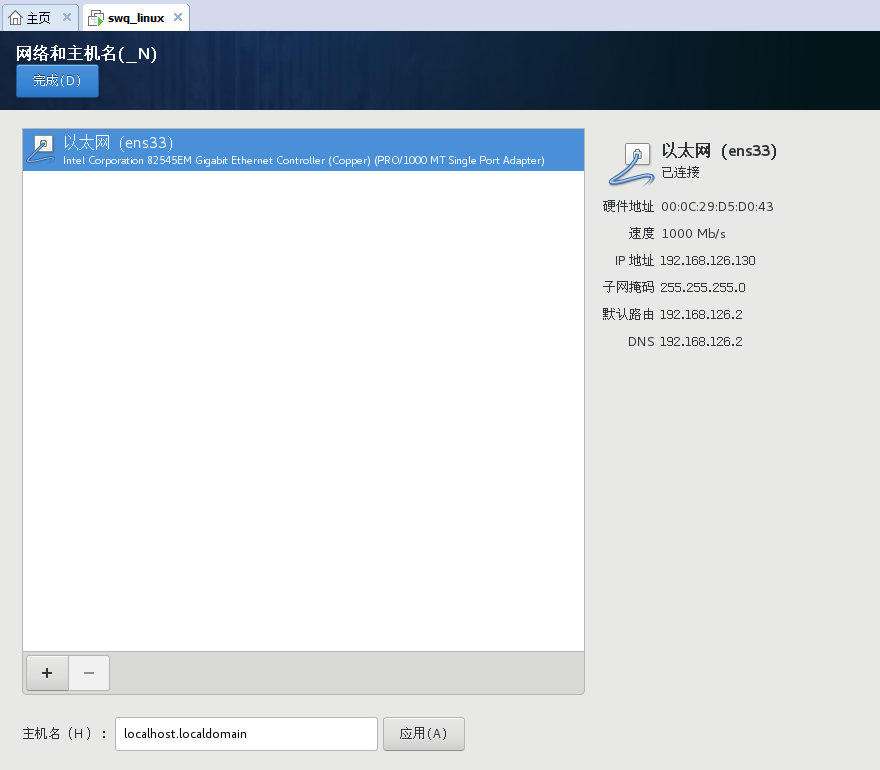 主页
swq_linux
网络和主机名(_N)
完成(D)
以太网（ens33）
Intel Corporation 82545EM Gigabit Ethernet Controller (Copper) (PRO/1000 MT Single Port Adapter)
以太网（ens33）
已连接
硬件地址 00:0C:29:D5:D0:43
速度 1000 Mb/s
IP 地址 192.168.126.130
子网掩码 255.255.255.0
默认路由 192.168.126.2
DNS 192.168.126.2
+ −
主机名（H）： localhost.localdomain 应用(A)